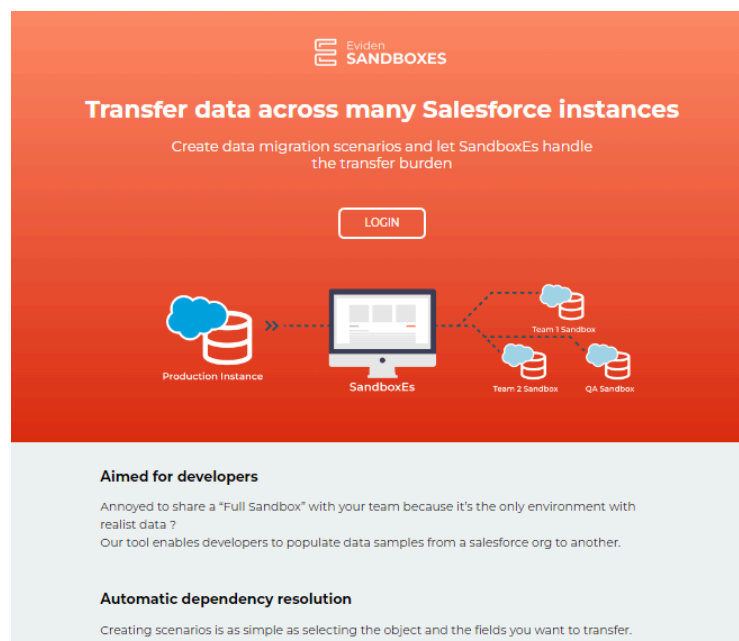 Eviden
SANDBOXES
Transfer data across many Salesforce instances
Create data migration scenarios and let SandboxEs handle
the transfer burden
LOGIN
Production Instance
SandboxEs
Team 1 Sandbox
Team 2 Sandbox
QA Sandbox
Aimed for developers
Annoyed to share a “Full Sandbox” with your team because it’s the only environment with
realist data ?
Our tool enables developers to populate data samples from a salesforce org to another.
Automatic dependency resolution
Creating scenarios is as simple as selecting the object and the fields you want to transfer.